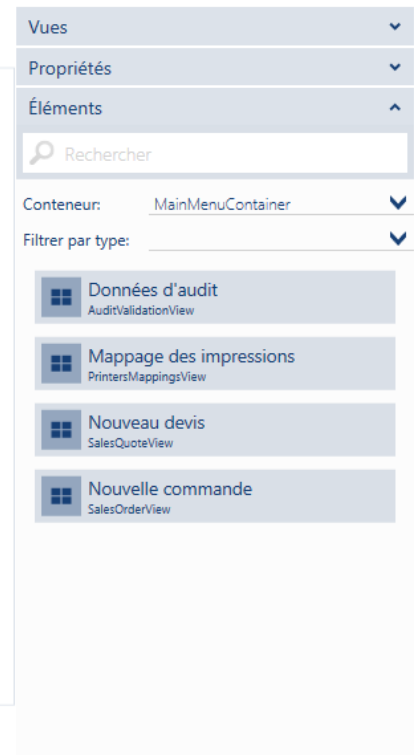 Vues
Propriétés
Éléments
Rechercher
Conteneur: MainMenuContainer
Filtrer par type:
Données d'audit
AuditValidationView
Mappage des impressions
PrintersMappingsView
Nouveau devis
SalesQuoteView
Nouvelle commande
SalesOrderView